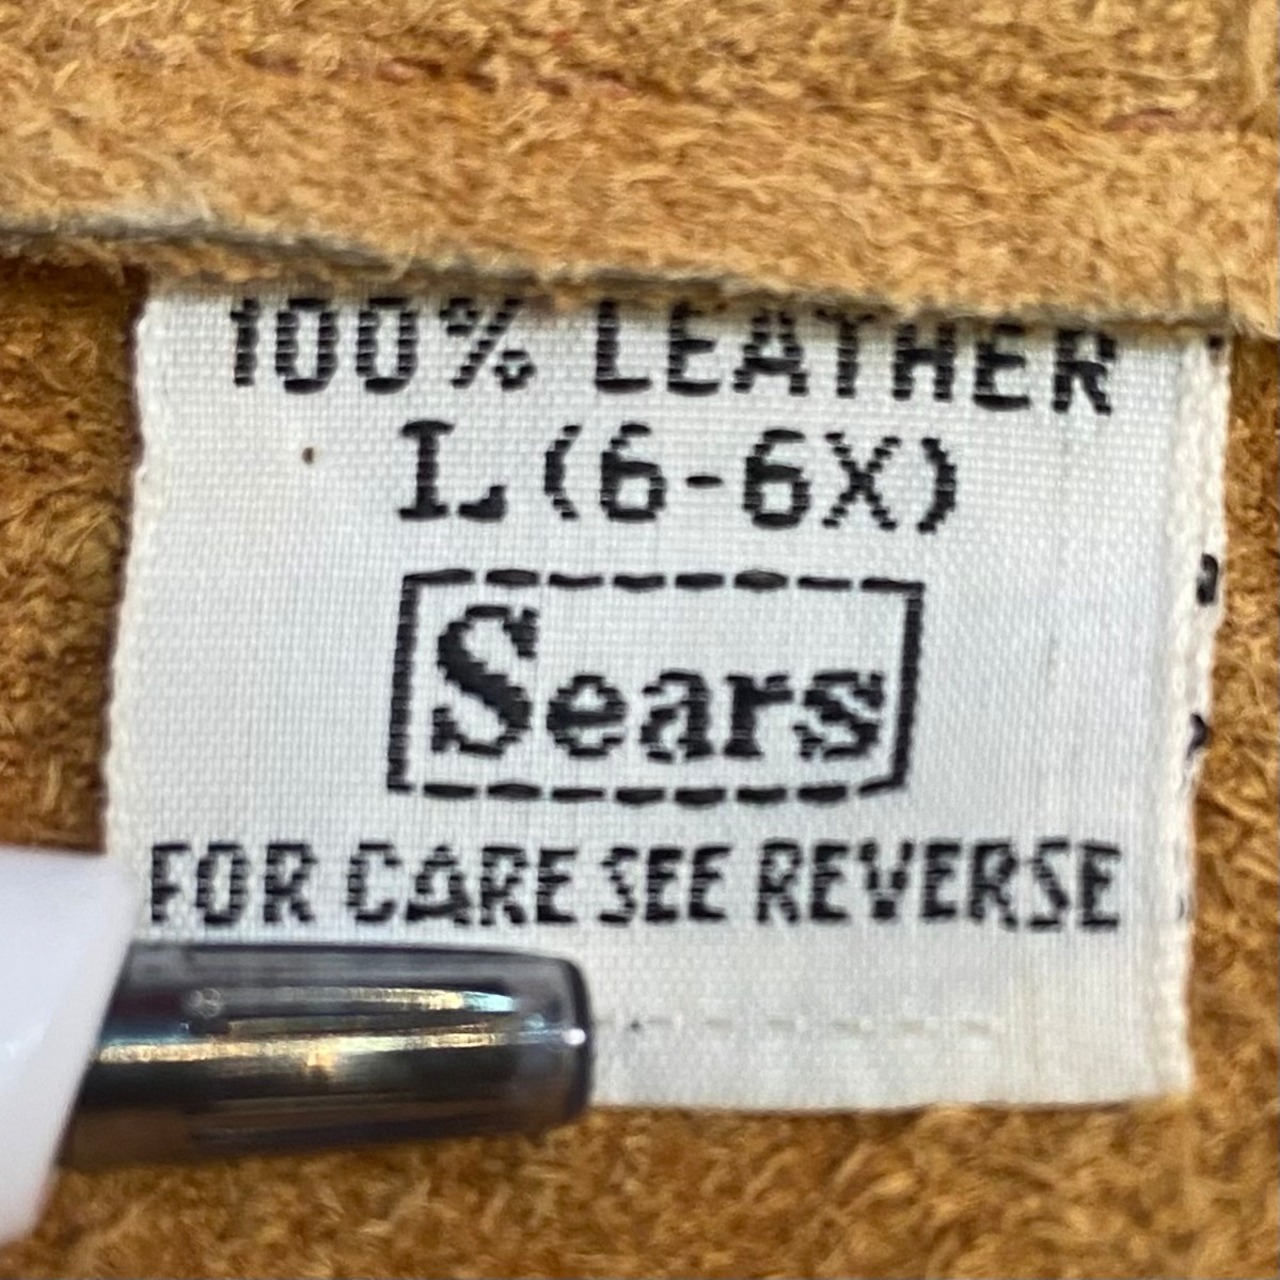 100% LEATHER
L (6-6X)
Sears
FOR CARE SEE REVERSE